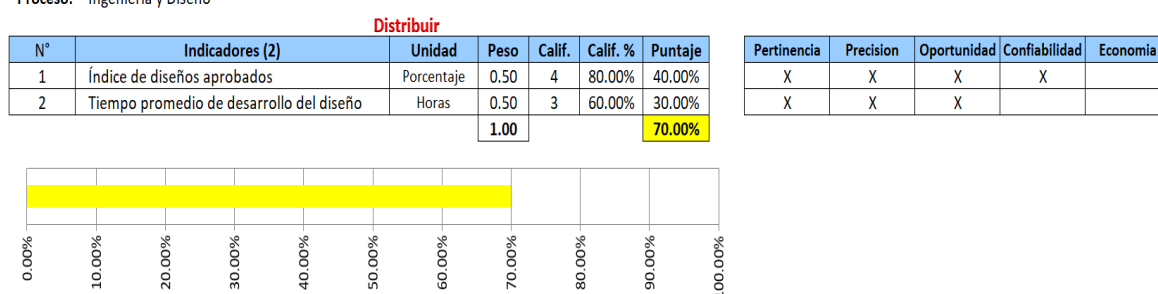 Proceso: Ingeniería y Diseño
Distribuir
N° Indicadores (2) Unidad Peso Calif. Calif. % Puntaje Pertinencia Precision Oportunidad Confiabilidad Economia
1 Índice de diseños aprobados Porcentaje 0.50 4 80.00% 40.00% X X X X
2 Tiempo promedio de desarrollo del diseño Horas 0.50 3 60.00% 30.00% X X X
1.00 70.00%
0.00% 10.00% 20.00% 30.00% 40.00% 50.00% 60.00% 70.00% 80.00% 90.00% 100.00%